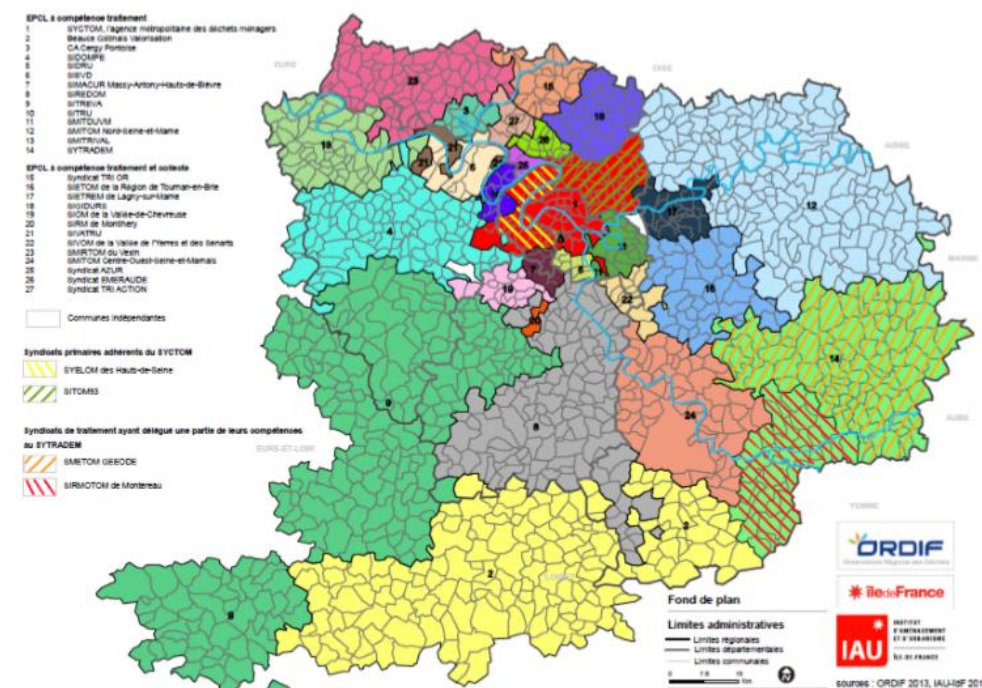 EPCL à compétence traitement
1 SYCTOM, l'agence métropolitaine des déchets ménagers
2 Beauce Gâtinais Valorisation
3 CA Cergy Pontoise
4 SIDOMPE
5 SIDRU
6 SIEVD
7 SIMACUR Massy-Antony-Hauts-de-Bièvre
8 SIREDOM
9 SITREVA
10 SITRU
11 SMITDUVM
12 SMITOM Nord-Seine-et-Marne
13 SMITRIVAL
14 SYTRADEM
EPCL à compétence traitement et collecte
15 Syndicat TRI OR
16 SIETOM de la Région de Tournan-en-Brie
17 SIETREM de Lagny-sur-Marne
18 SIGIDURS
19 SIOM de la Vallée-de-Chevreuse
20 SIRM de Montlhéry
21 SIVATRU
22 SIVOM de la Vallée de l'Yerres et des Senarts
23 SMIRTOM du Vexin
24 SMITOM Centre-Ouest-Seine-et-Marnais
25 Syndicat AZUR
26 Syndicat EMERAUDE
27 Syndicat TRI ACTION
Communes indépendantes
Syndicats primaires adhérents du SYCTOM
SYELOM des Hauts-de-Seine
SITOM93
Syndicats de traitement ayant délégué une partie de leurs compétences
au SYTRADEM
SMETOM GEEODE
SIRMOTOM de Montereau
EURE
OISE
AISNE
MARNE
AUBE
YONNE
LOIRET
EURE-ET-LOIR
23
15
3
27
18
13
21
21
6
25
26
17
12
4
1
11
7
19
20
22
16
14
9
8
24
2
2
9
Fond de plan
Limites administratives
Limites régionales
Limites départementales
Limites communales
Km
ORDIF
Observatoire Régional des Déchets
île de France
IAU
INSTITUT
D'AMÉNAGEMENT
ET D'URBANISME
ÎLE-DE-FRANCE
sources : ORDIF 2013, IAU-IdF 201